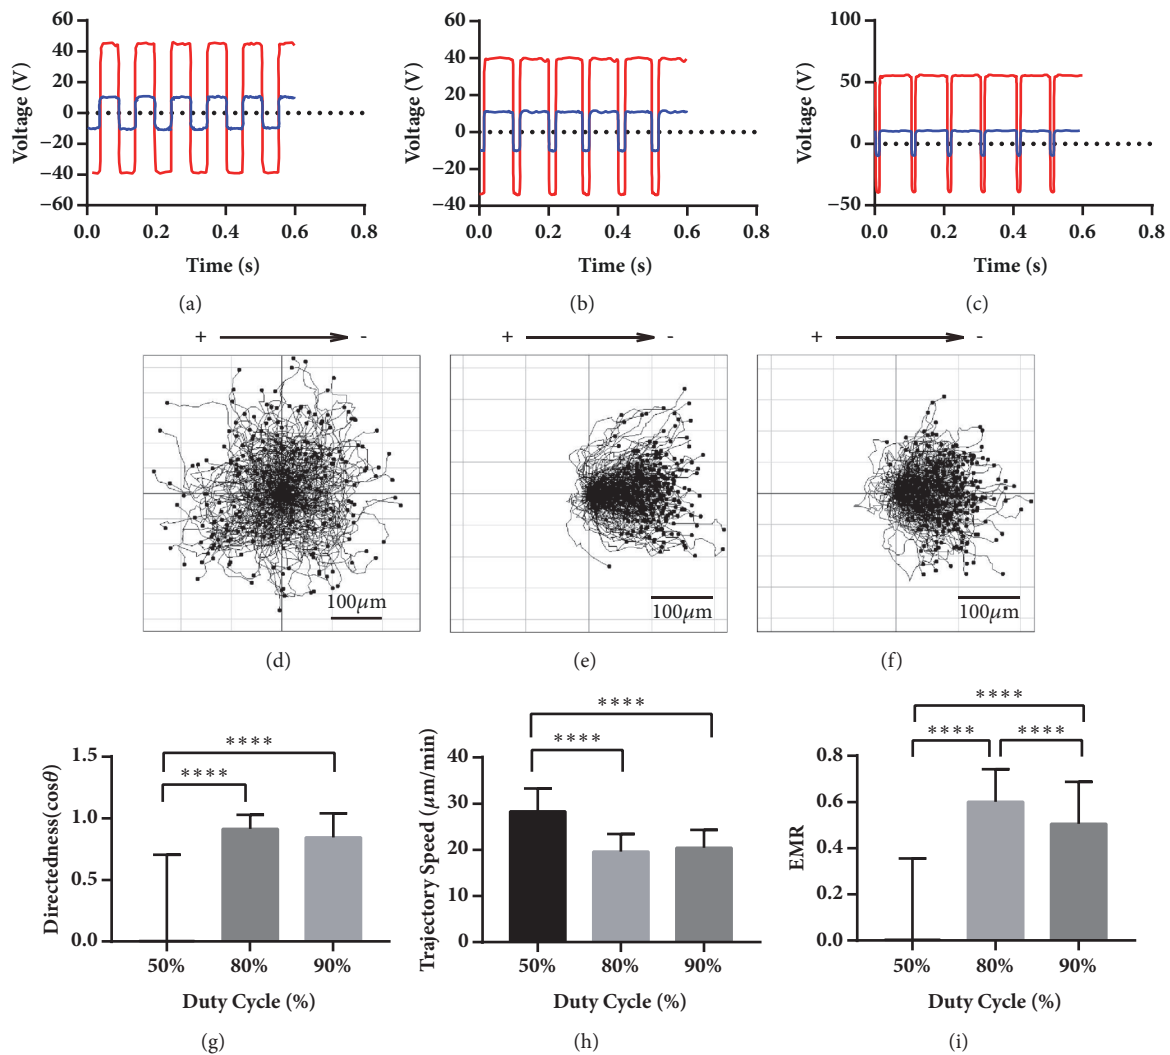 60
40
20
0
−20
−40
−60
Voltage (V)
0.0 0.2 0.4 0.6 0.8
Time (s)
(a)
60
40
20
0
−20
−40
Voltage (V)
0.0 0.2 0.4 0.6 0.8
Time (s)
(b)
100
50
0
−50
Voltage (V)
0.0 0.2 0.4 0.6 0.8
Time (s)
(c)
+ -
100μm
(d)
+ -
100μm
(e)
+ -
100μm
(f)
1.5
1.0
0.5
0.0
Directedness(cosθ)
****
****
50% 80% 90%
Duty Cycle (%)
(g)
40
30
20
10
0
Trajectory Speed (μm/min)
****
****
50% 80% 90%
Duty Cycle (%)
(h)
0.8
0.6
0.4
0.2
0.0
EMR
****
**** ****
50% 80% 90%
Duty Cycle (%)
(i)